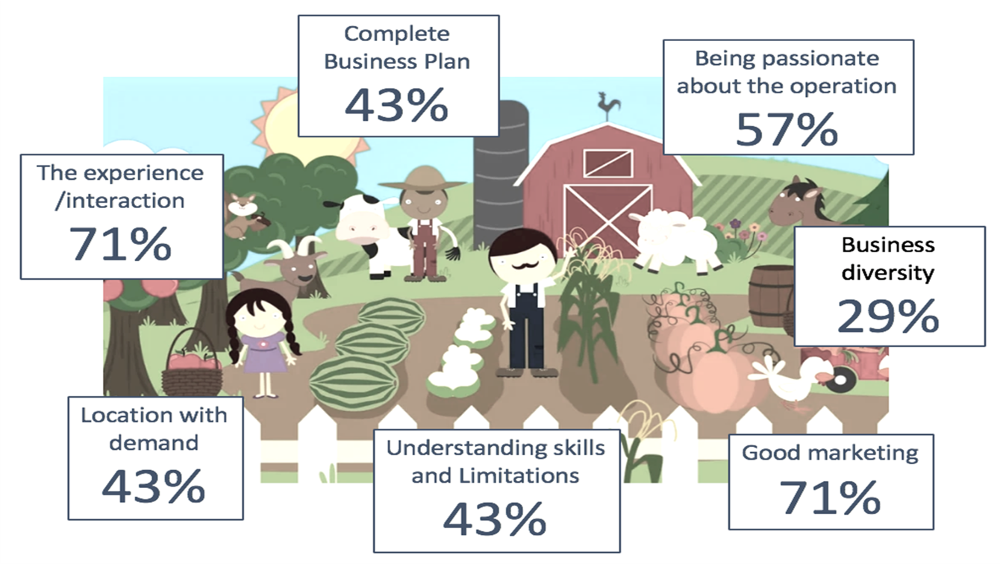 Complete
Business Plan
43%
Being passionate
about the operation
57%
The experience
/interaction
71%
Business
diversity
29%
Location with
demand
43%
Understanding skills
and Limitations
43%
Good marketing
71%